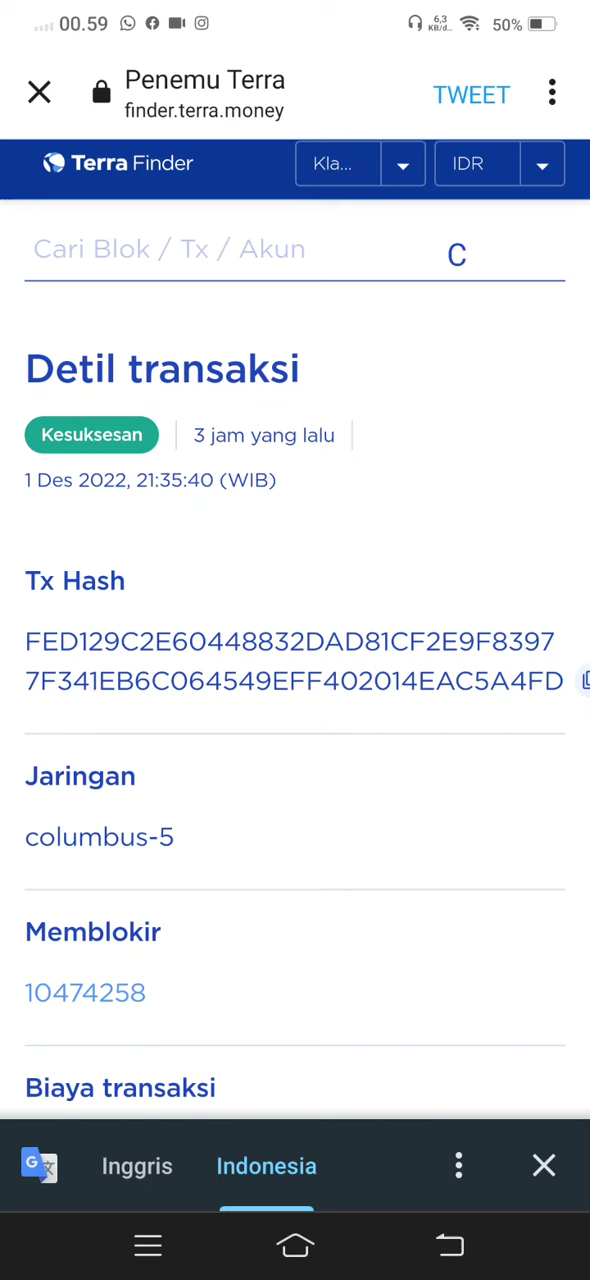 00.59 6,3 KB/d... 50%
Penemu Terra
finder.terra.money
TWEET
Terra Finder Kla... IDR
Cari Blok / Tx / Akun C
Detil transaksi
Kesuksesan 3 jam yang lalu
1 Des 2022, 21:35:40 (WIB)
Tx Hash
FED129C2E60448832DAD81CF2E9F8397
7F341EB6C064549EFF402014EAC5A4FD
Jaringan
columbus-5
Memblokir
10474258
Biaya transaksi
G 文 Inggris Indonesia